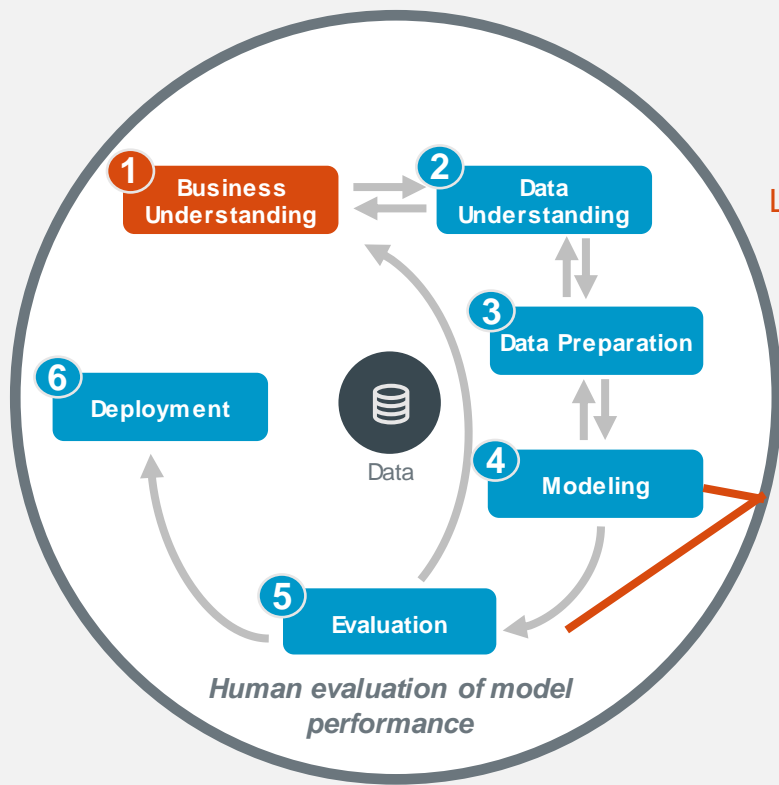 1
Business
Understanding
2
Data
Understanding
L
3
Data Preparation
6
Deployment
Data
4
Modeling
5
Evaluation
Human evaluation of model
performance